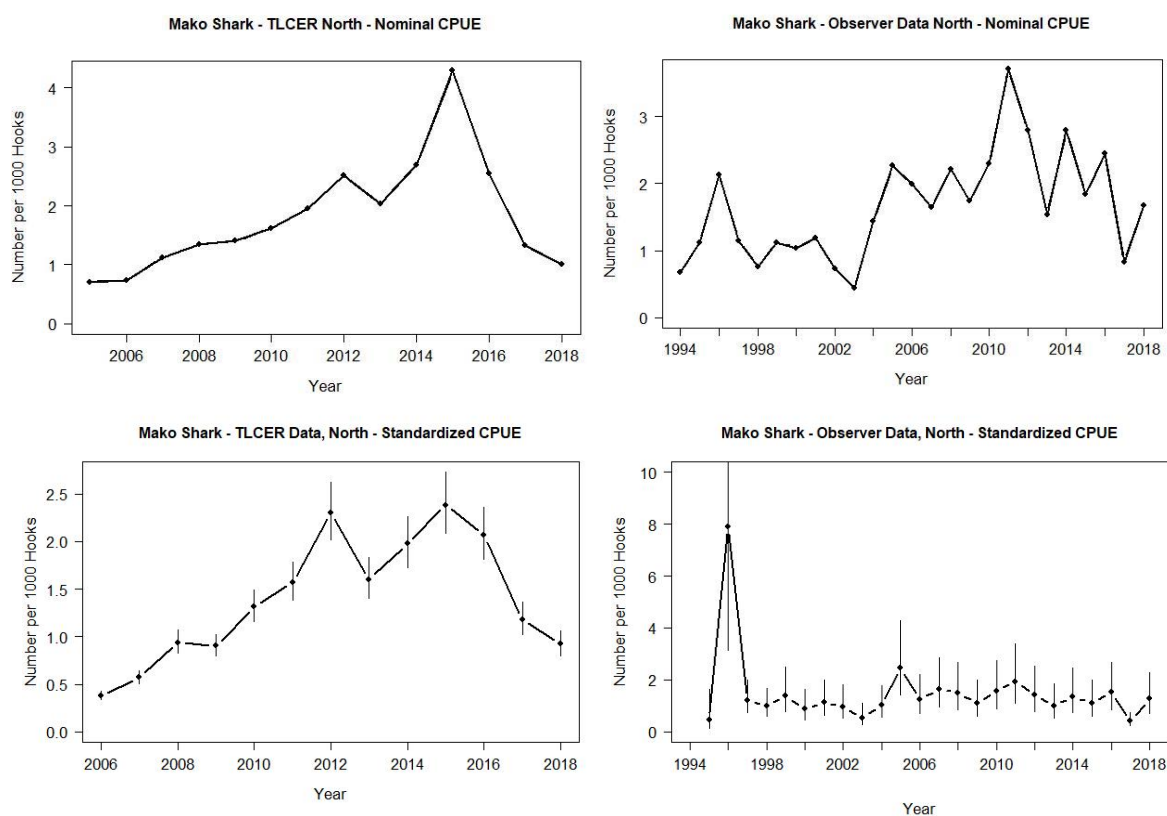 Mako Shark - TLCER North - Nominal CPUE
Number per 1000 Hooks
4
3
2
1
0
2006 2008 2010 2012 2014 2016 2018
Year
Mako Shark - Observer Data North - Nominal CPUE
Number per 1000 Hooks
3
2
1
0
1994 1998 2002 2006 2010 2014 2018
Year
Mako Shark - TLCER Data, North - Standardized CPUE
Number per 1000 Hooks
2.5
2.0
1.5
1.0
0.5
0.0
2006 2008 2010 2012 2014 2016 2018
Year
Mako Shark - Observer Data, North - Standardized CPUE
Number per 1000 Hooks
10
8
6
4
2
0
1994 1998 2002 2006 2010 2014 2018
Year